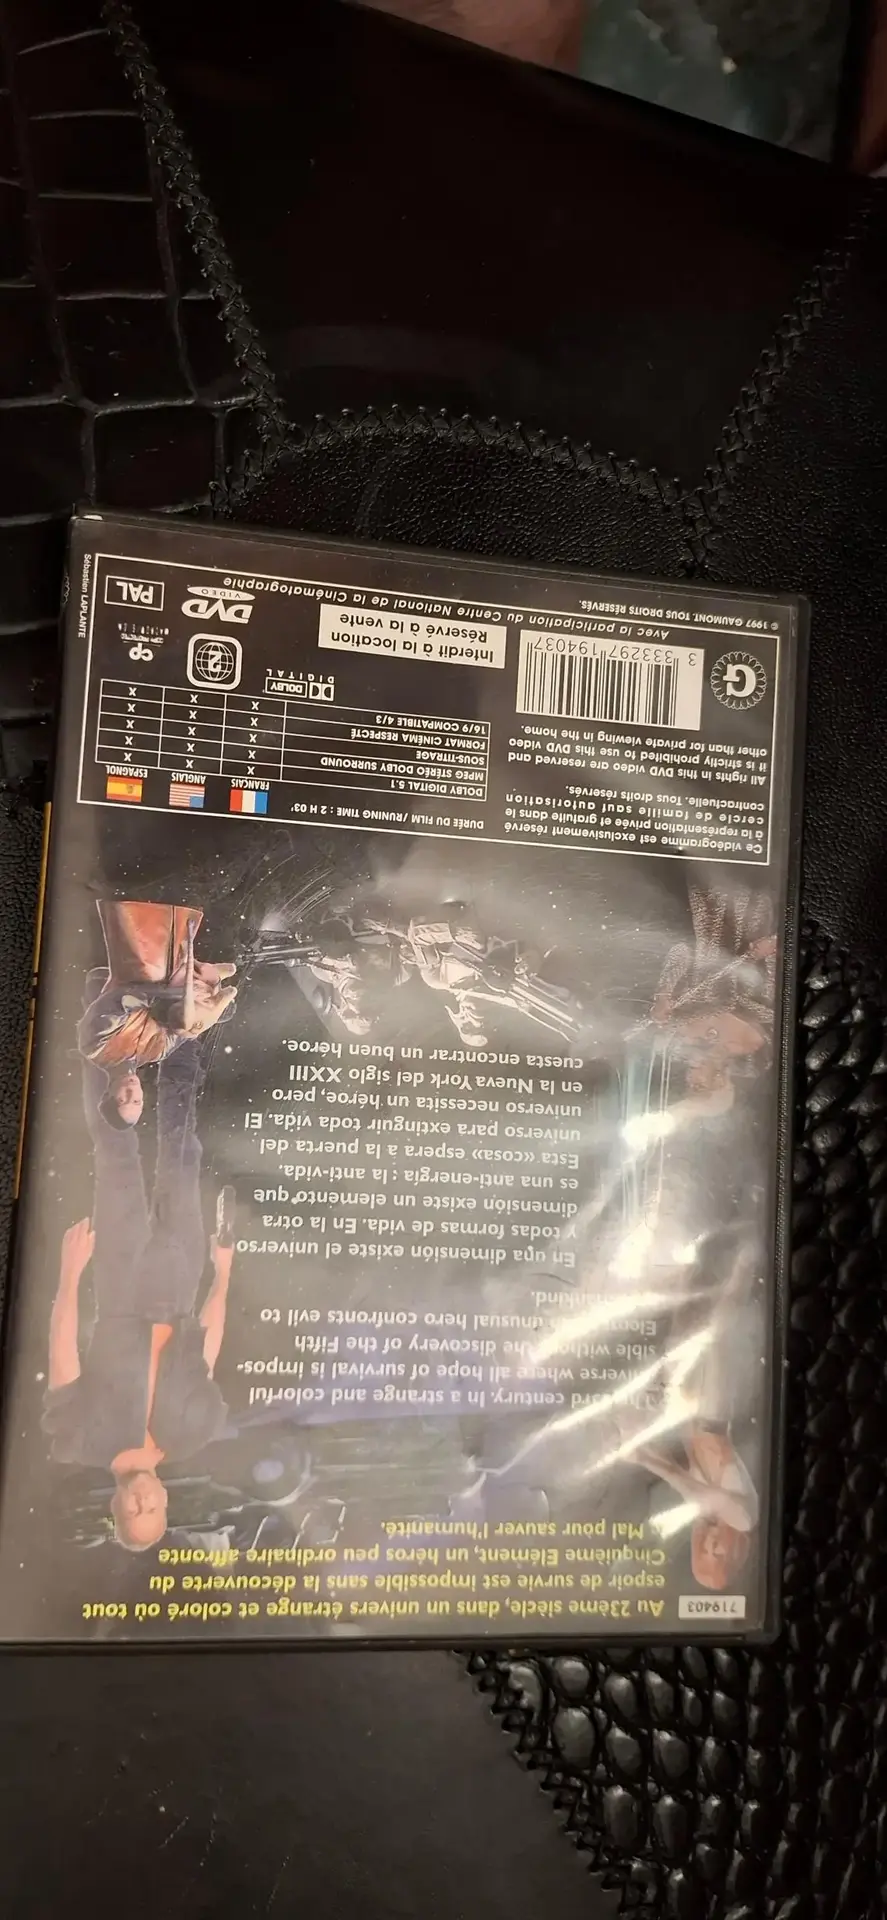 719403
Au 23ème siècle, dans un univers étrange et coloré où tout
espoir de survie est impossible sans la découverte du
Cinquième Elément, un héros peu ordinaire affronte
Mal pour sauver l'humanité.
century. In a strange and colorful
where all hope of survival is impos-
sible without the discovery of the Fifth
unusual hero confronts evil to
En una dimensión existe el universo
y todas formas de vida. En la otra
dimensión existe un elemento què
es una anti-energía : la anti-vida.
Esta «cosa» espera a la puerta del
universo para extinguir toda vida. El
universo necessita un héroe, pero
en la Nueva York del siglo XXIII
cuesta encontrar un buen héroe.
Ce vidéogramme est exclusivement réservé
à la représentation privée et gratuite dans le
cercle de famille sauf autorisation
contractuelle. Tous droits réservés.
All rights in this DVD video are reserved and
it is strictly prohibited to use this DVD video
other than for private viewing in the home.
G
3 333297 194037
DURÉE DU FILM / RUNING TIME : 2 H 03'
FRANÇAIS ANGLAIS ESPAGNOL
DOLBY DIGITAL 5.1 X X X
MPEG STÉRÉO DOLBY SURROUND X X X
SOUS-TITRAGE X X X
FORMAT CINÉMA RESPECTÉ X X X
16/9 COMPATIBLE 4/3 X X X
DOLBY
DIGITAL
2
CP
Interdit à la location
Réservé à la vente
DVD
VIDEO
PAL
Avec la participation du Centre National de la Cinématographie
© 1997 GAUMONT. TOUS DROITS RÉSERVÉS.
Sébastien LAPLANTE